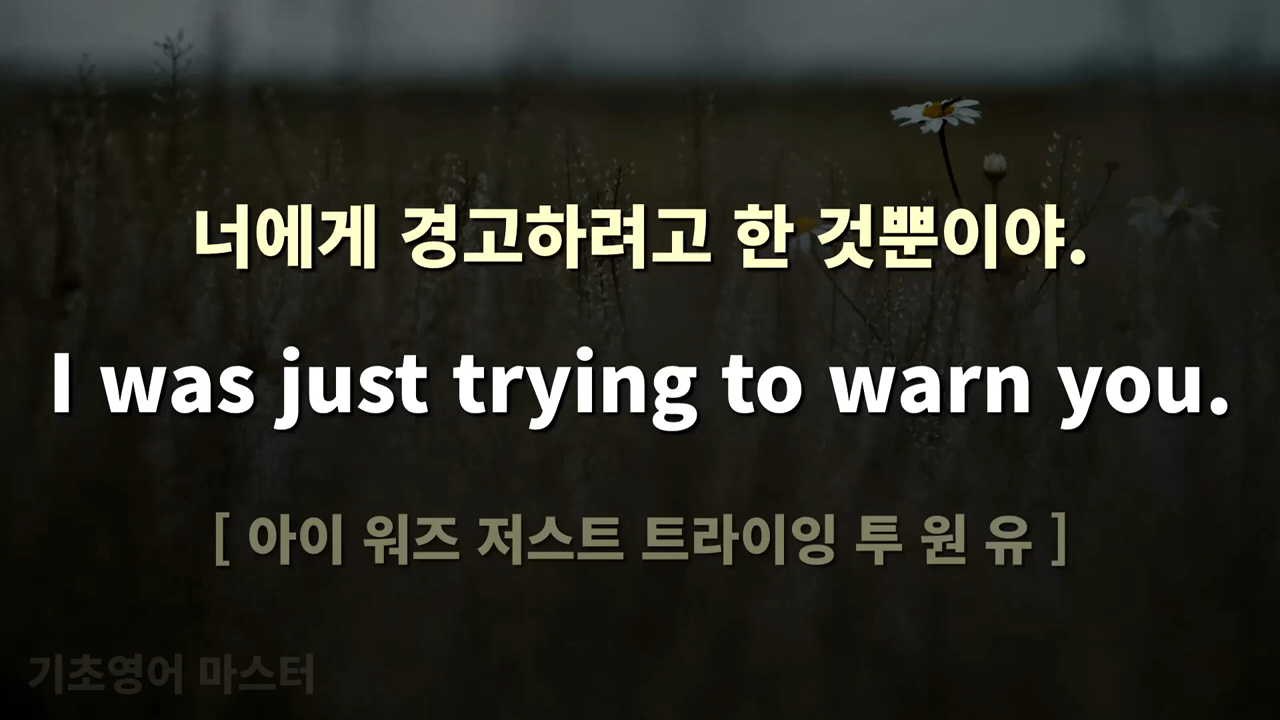 너에게 경고하려고 한 것뿐이야.
I was just trying to warn you.
[ 아이 워즈 저스트 트라이잉 투 원 유 ]
기초영어 마스터